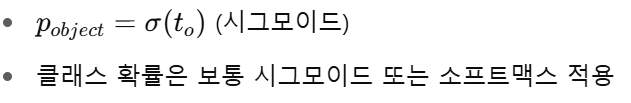 • p_object = σ(t_o) (시그모이드)
• 클래스 확률은 보통 시그모이드 또는 소프트맥스 적용